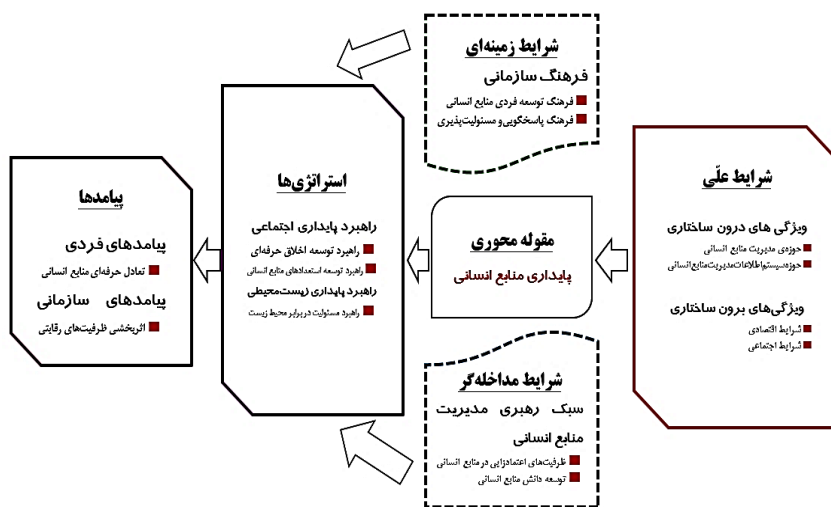 شرایط علّی
ویژگی های درون ساختاری
حوزه‌ی مدیریت منابع انسانی
حوزه‌سیستم‌اطلاعات‌مدیریت‌منابع‌انسانی
ویژگی‌های برون ساختاری
شرایط اقتصادی
شرایط اجتماعی
شرایط زمینه‌ای
فرهنگ سازمانی
فرهنگ توسعه فردی منابع انسانی
فرهنگ پاسخگویی‌و مسئولیت‌پذیری
مقوله محوری
پایداری منابع انسانی
شرایط مداخله‌گر
سبک رهبری مدیریت
منابع انسانی
ظرفیت‌های اعتمادزایی در منابع انسانی
توسعه دانش منابع انسانی
استراتژی‌ها
راهبرد پایداری اجتماعی
راهبرد توسعه اخلاق حرفه‌ای
راهبرد توسعه استعدادهای منابع انسانی
راهبرد پایداری زیست‌محیطی
راهبرد مسئولیت در برابر محیط زیست
پیامدها
پیامدهای فردی
تعادل حرفه‌ای منابع انسانی
پیامدهای سازمانی
اثربخشی ظرفیت‌های رقابتی